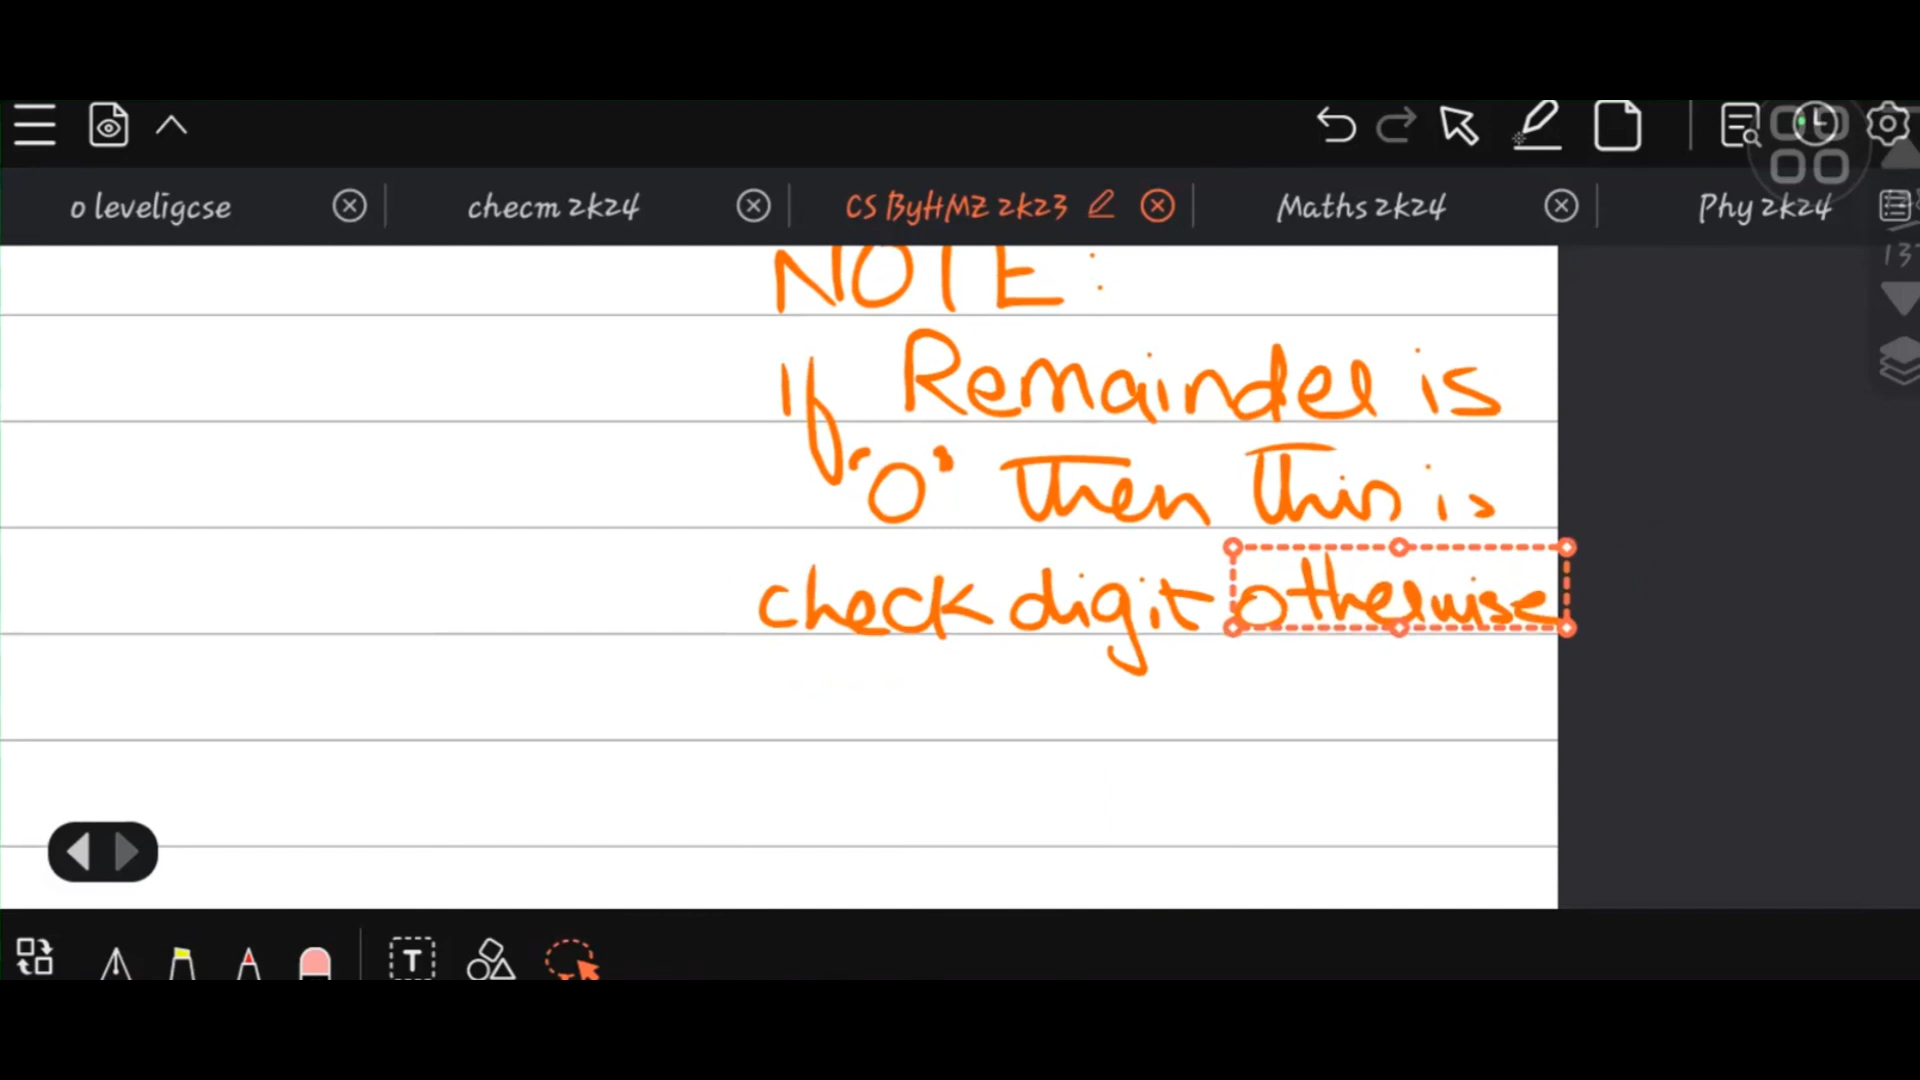 o leveligcse
checm 2k24
CS ByHMZ 2k23
Maths 2k24
Phy 2k24
NOTE:
If Remainder is
"0" then this is
check digit otherwise
T